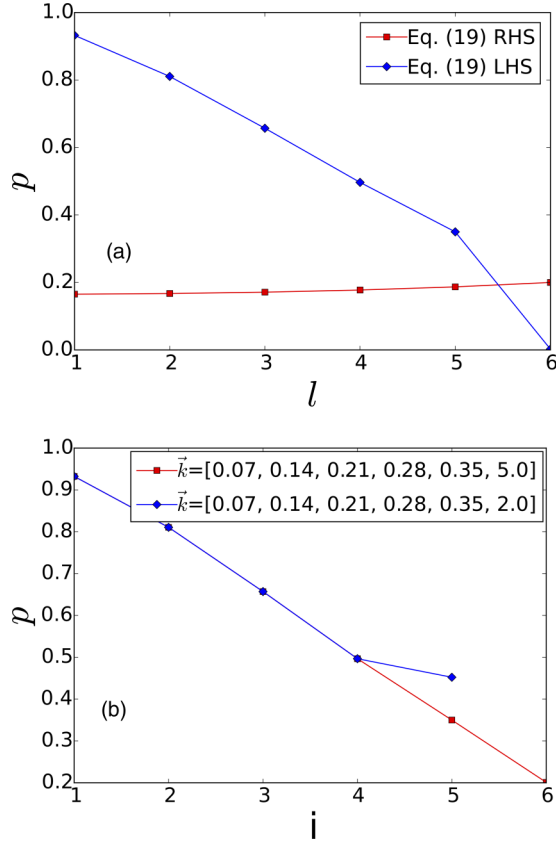 1.0
0.8
0.6
0.4
0.2
0.0
p
Eq. (19) RHS
Eq. (19) LHS
(a)
1 2 3 4 5 6
l
1.0
0.9
0.8
0.7
0.6
0.5
0.4
0.3
0.2
p
k⃗=[0.07, 0.14, 0.21, 0.28, 0.35, 5.0]
k⃗=[0.07, 0.14, 0.21, 0.28, 0.35, 2.0]
(b)
1 2 3 4 5 6
i